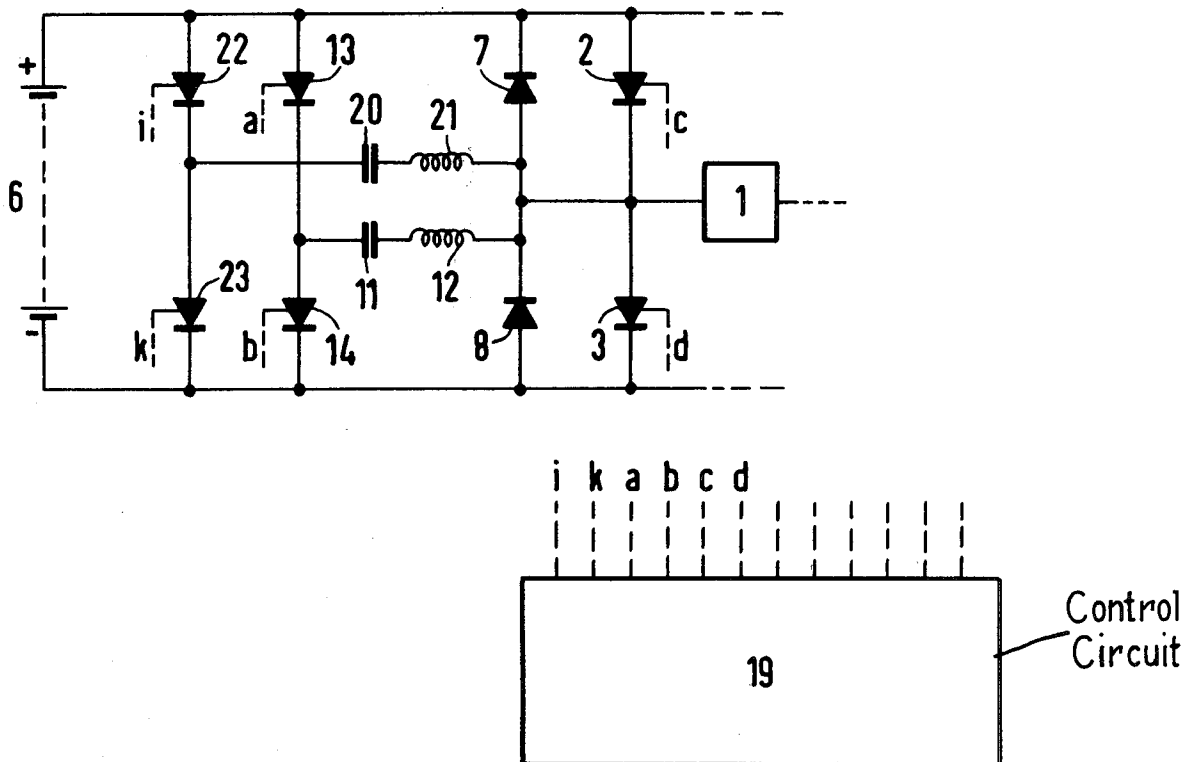 22 13 7 2
+
i a 20 21 c
6 1
23 11 12
- k b 14 8 3 d
i k a b c d
Control
Circuit
19